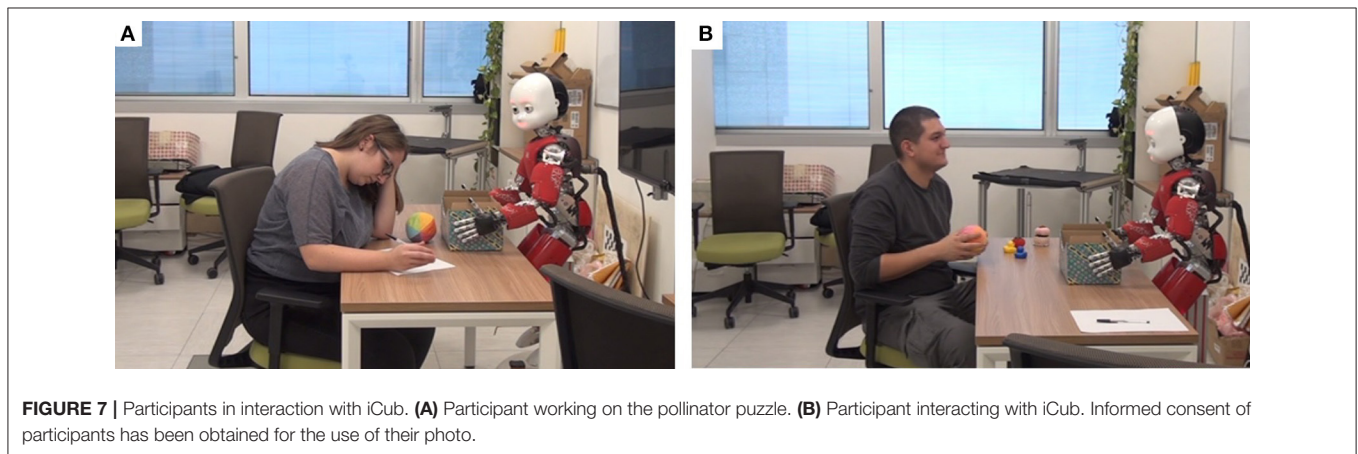 A
B
FIGURE 7 | Participants in interaction with iCub. (A) Participant working on the pollinator puzzle. (B) Participant interacting with iCub. Informed consent of
participants has been obtained for the use of their photo.